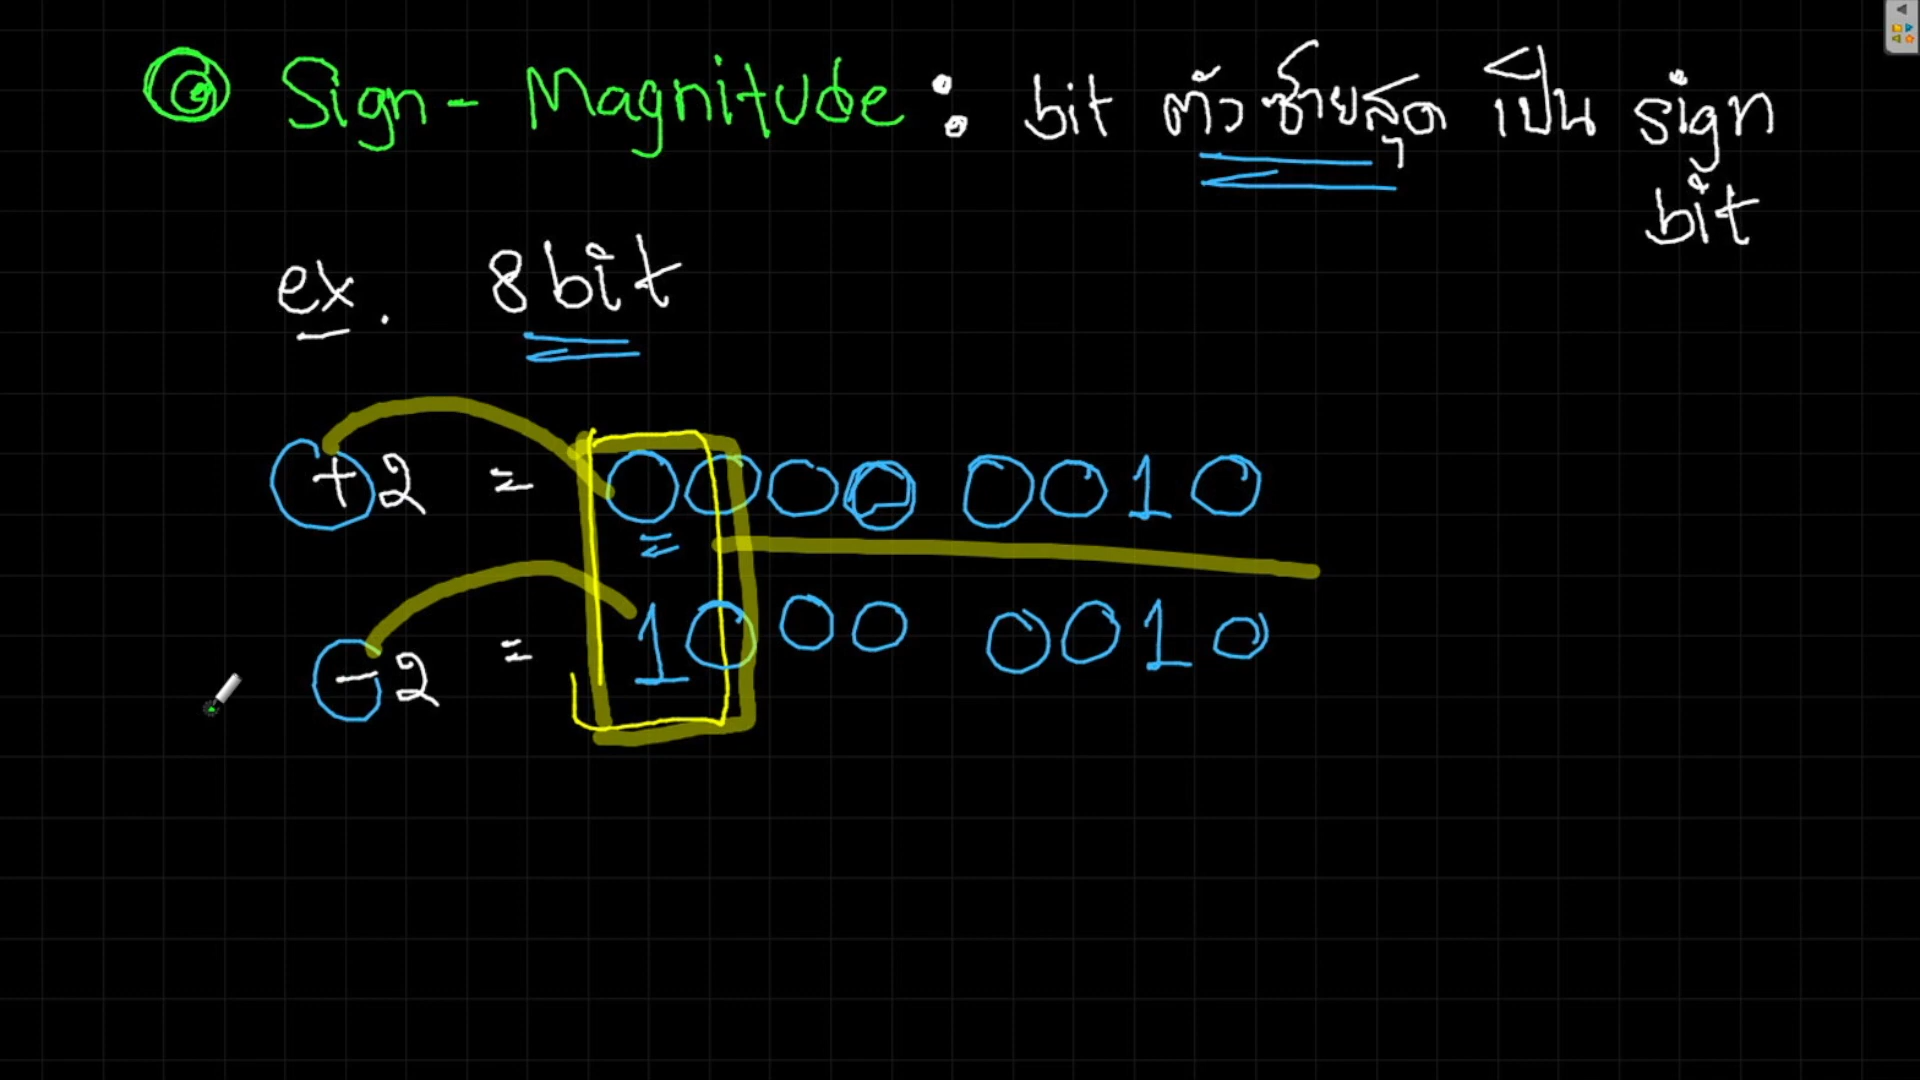 Sign-Magnitude : bit ตัวซ้ายสุด เป็น sign
bit
ex. 8bit
+2 = 0000 0010
-2 = 1000 0010